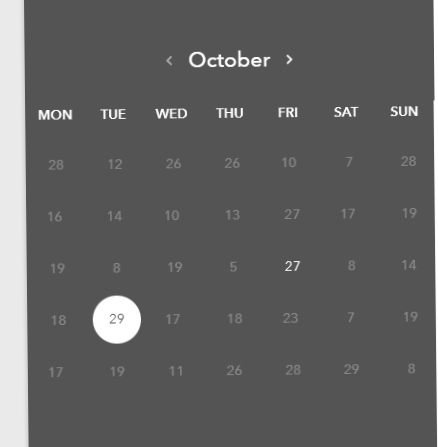 ‹ October ›
MON TUE WED THU FRI SAT SUN
28 12 26 26 10 7 28
16 14 10 13 27 17 19
19 8 19 5 27 8 14
18 29 17 18 23 7 19
17 19 11 26 28 29 8